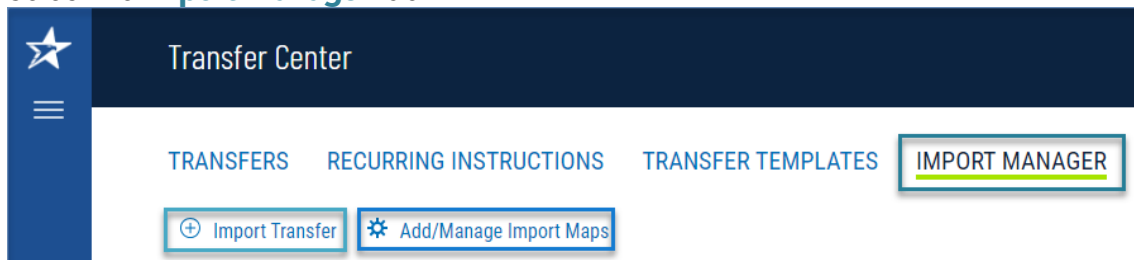 Transfer Center
TRANSFERS RECURRING INSTRUCTIONS TRANSFER TEMPLATES IMPORT MANAGER
Import Transfer Add/Manage Import Maps